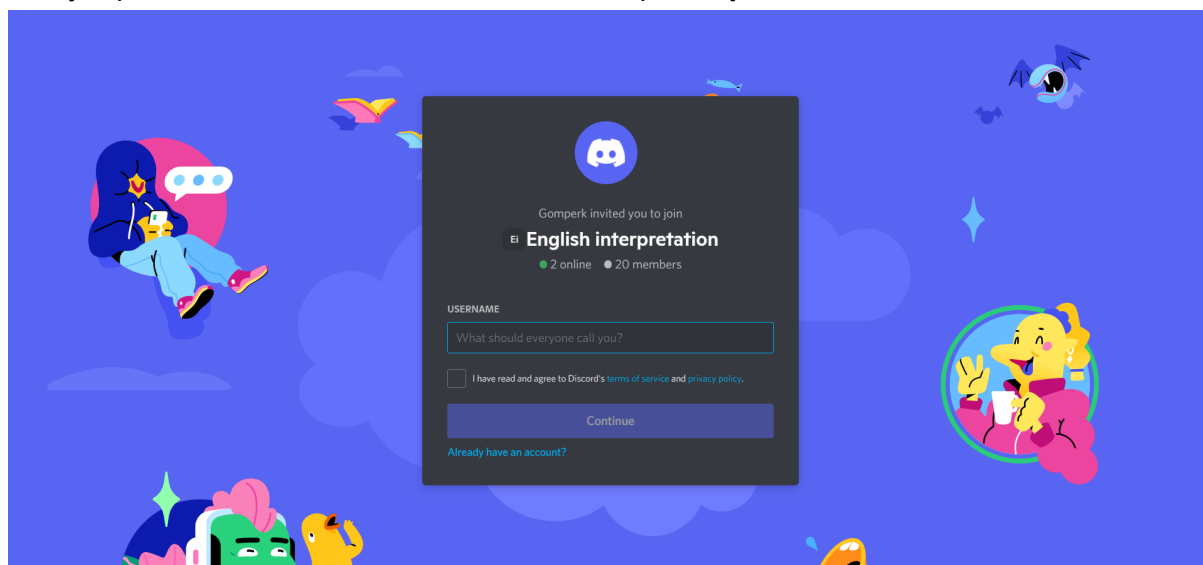 Gomperk invited you to join
Ei English interpretation
2 online 20 members
USERNAME
What should everyone call you?
I have read and agree to Discord's terms of service and privacy policy.
Continue
Already have an account?